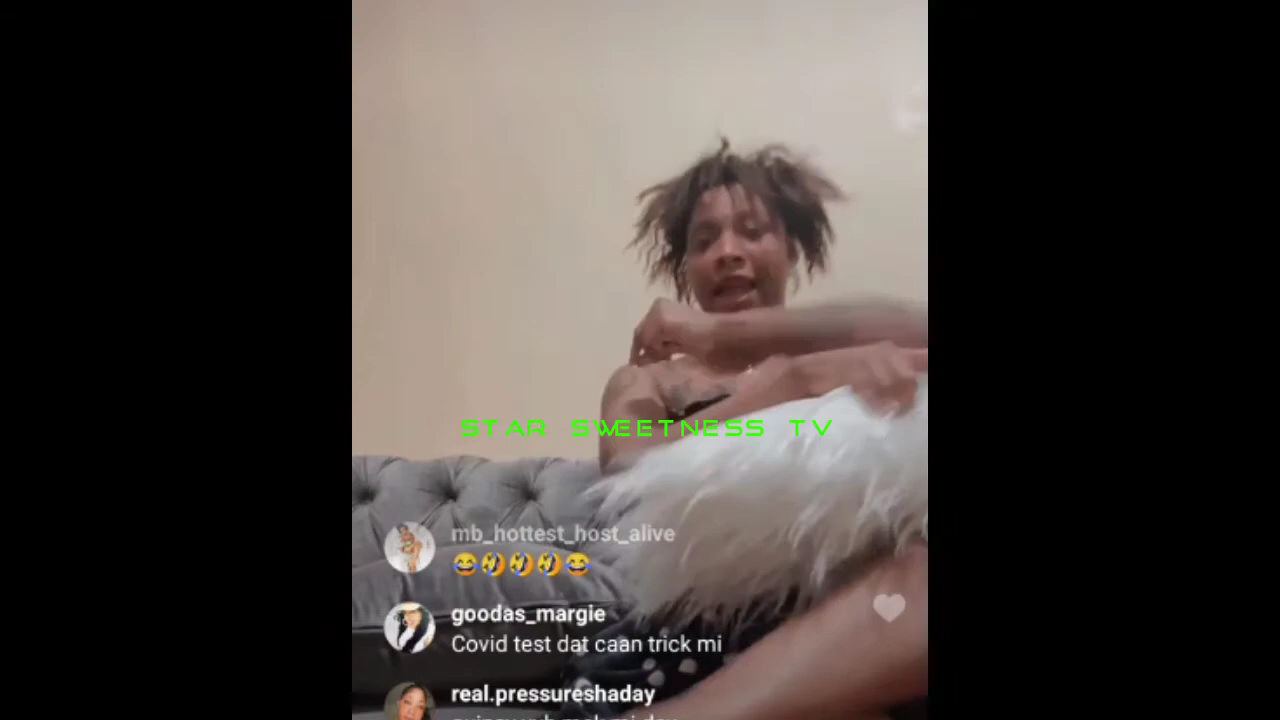 STAR SWEETNESS TV
mb_hottest_host_alive
😂🤣🤣🤣😂
goodas_margie
Covid test dat caan trick mi
real.pressureshaday